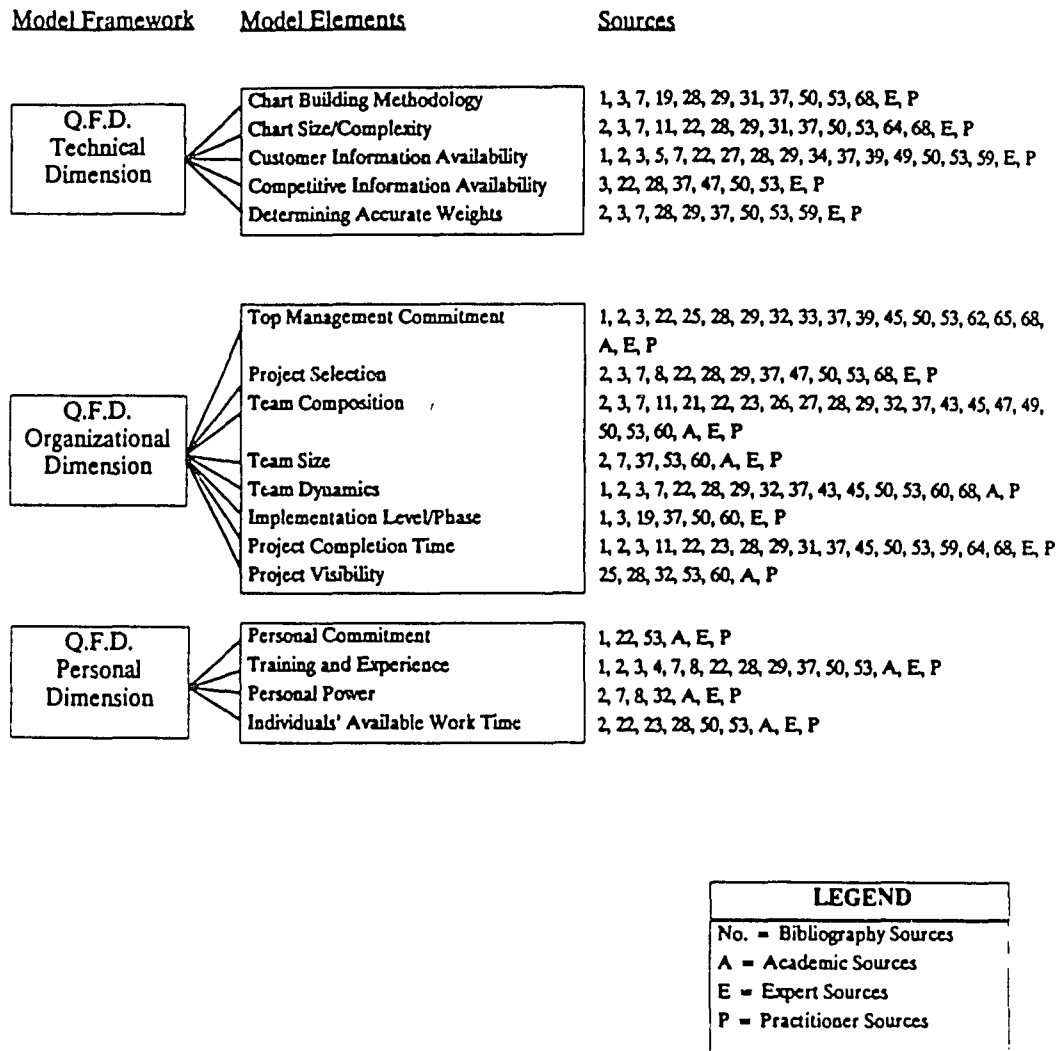 Model Framework Model Elements Sources
Q.F.D.
Technical
Dimension
Chart Building Methodology 1, 3, 7, 19, 28, 29, 31, 37, 50, 53, 68, E, P
Chart Size/Complexity 2, 3, 7, 11, 22, 28, 29, 31, 37, 50, 53, 64, 68, E, P
Customer Information Availability 1, 2, 3, 5, 7, 22, 27, 28, 29, 34, 37, 39, 49, 50, 53, 59, E, P
Competitive Information Availability 3, 22, 28, 37, 47, 50, 53, E, P
Determining Accurate Weights 2, 3, 7, 28, 29, 37, 50, 53, 59, E, P
Q.F.D.
Organizational
Dimension
Top Management Commitment 1, 2, 3, 22, 25, 28, 29, 32, 33, 37, 39, 45, 50, 53, 62, 65, 68,
A, E, P
Project Selection 2, 3, 7, 8, 22, 28, 29, 37, 47, 50, 53, 68, E, P
Team Composition 2, 3, 7, 11, 21, 22, 23, 26, 27, 28, 29, 32, 37, 43, 45, 47, 49,
50, 53, 60, A, E, P
Team Size 2, 7, 37, 53, 60, A, E, P
Team Dynamics 1, 2, 3, 7, 22, 28, 29, 32, 37, 43, 45, 50, 53, 60, 68, A, P
Implementation Level/Phase 1, 3, 19, 37, 50, 60, E, P
Project Completion Time 1, 2, 3, 11, 22, 23, 28, 29, 31, 37, 45, 50, 53, 59, 64, 68, E, P
Project Visibility 25, 28, 32, 53, 60, A, P
Q.F.D.
Personal
Dimension
Personal Commitment 1, 22, 53, A, E, P
Training and Experience 1, 2, 3, 4, 7, 8, 22, 28, 29, 37, 50, 53, A, E, P
Personal Power 2, 7, 8, 32, A, E, P
Individuals' Available Work Time 2, 22, 23, 28, 50, 53, A, E, P
LEGEND
No. = Bibliography Sources
A = Academic Sources
E = Expert Sources
P = Practitioner Sources